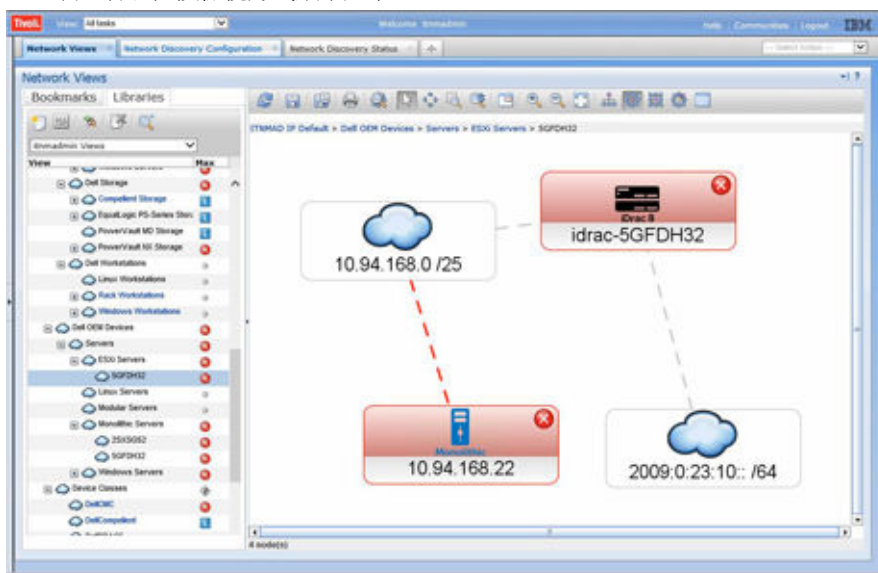 Tivoli. View: All tasks Welcome itnmadmin Help Communities Logout IBM
Network Views Network Discovery Configuration Network Discovery Status -- Select Action --
Network Views
Bookmarks Libraries
itnmadmin Views
ITNMAD IP Default > Dell OEM Devices > Servers > ESXi Servers > 5GFDH32
View Max
Dell Storage
Compellent Storage
EqualLogic PS-Series Stor
PowerVault MD Storage
PowerVault NX Storage
Dell Workstations
Linux Workstations
Rack Workstations
Windows Workstations
Dell OEM Devices
Servers
ESXi Servers
5GFDH32
Linux Servers
Modular Servers
Monolithic Servers
5GFDH32
Windows Servers
Device Classes
DellCMC
DellCompellent
10.94.168.0 /25
iDrac 8
idrac-5GFDH32
Monolithic
10.94.168.22
2009:0:23:10:: /64
4 node(s)